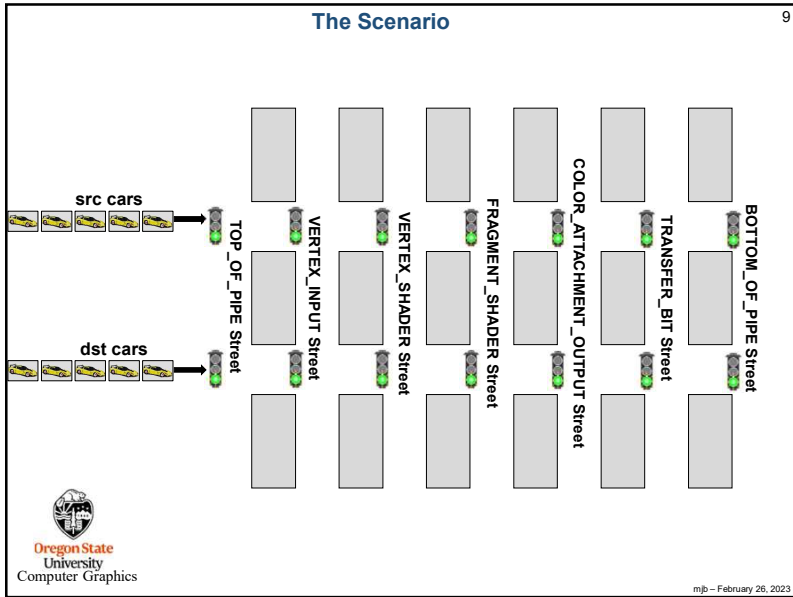 The Scenario
9
src cars
dst cars
TOP_OF_PIPE Street
VERTEX_INPUT Street
VERTEX_SHADER Street
FRAGMENT_SHADER Street
COLOR_ATTACHMENT_OUTPUT Street
TRANSFER_BIT Street
BOTTOM_OF_PIPE Street
Oregon State
University
Computer Graphics
mjb – February 26, 2023